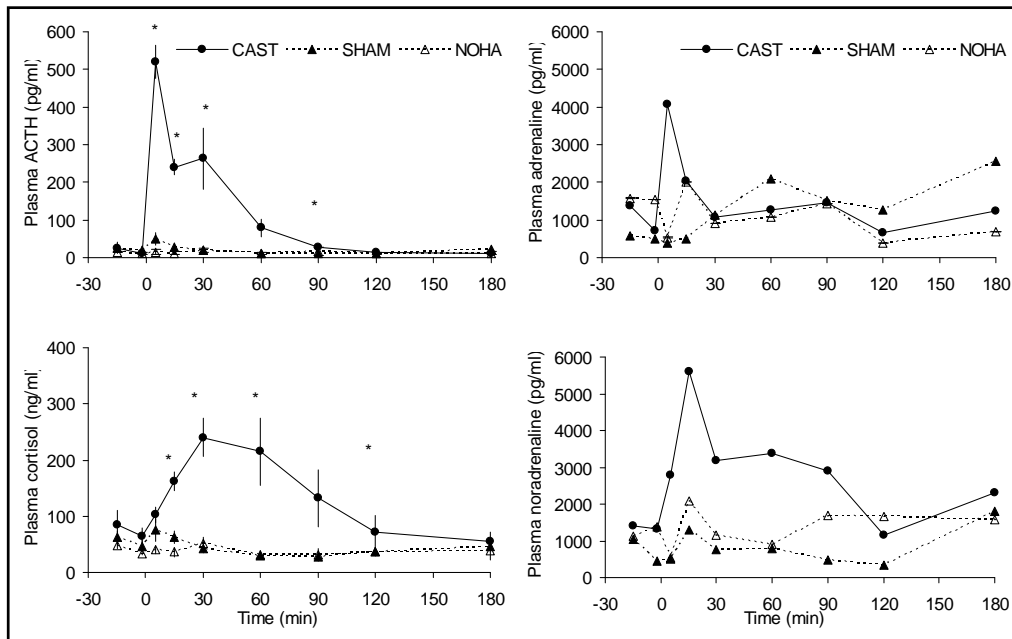 Plasma ACTH (pg/ml)
600
500
400
300
200
100
0
CAST SHAM NOHA
* * * *
-30 0 30 60 90 120 150 180
Plasma adrenaline (pg/ml)
6000
5000
4000
3000
2000
1000
0
CAST SHAM NOHA
-30 0 30 60 90 120 150 180
Plasma cortisol (ng/ml)
400
300
200
100
0
* * * *
-30 0 30 60 90 120 150 180
Time (min)
Plasma noradrenaline (pg/ml)
6000
5000
4000
3000
2000
1000
0
-30 0 30 60 90 120 150 180
Time (min)